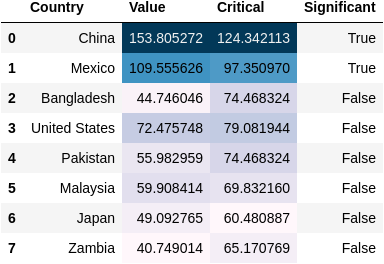 Country Value Critical Significant
0 China 153.805272 124.342113 True
1 Mexico 109.555626 97.350970 True
2 Bangladesh 44.746046 74.468324 False
3 United States 72.475748 79.081944 False
4 Pakistan 55.982959 74.468324 False
5 Malaysia 59.908414 69.832160 False
6 Japan 49.092765 60.480887 False
7 Zambia 40.749014 65.170769 False